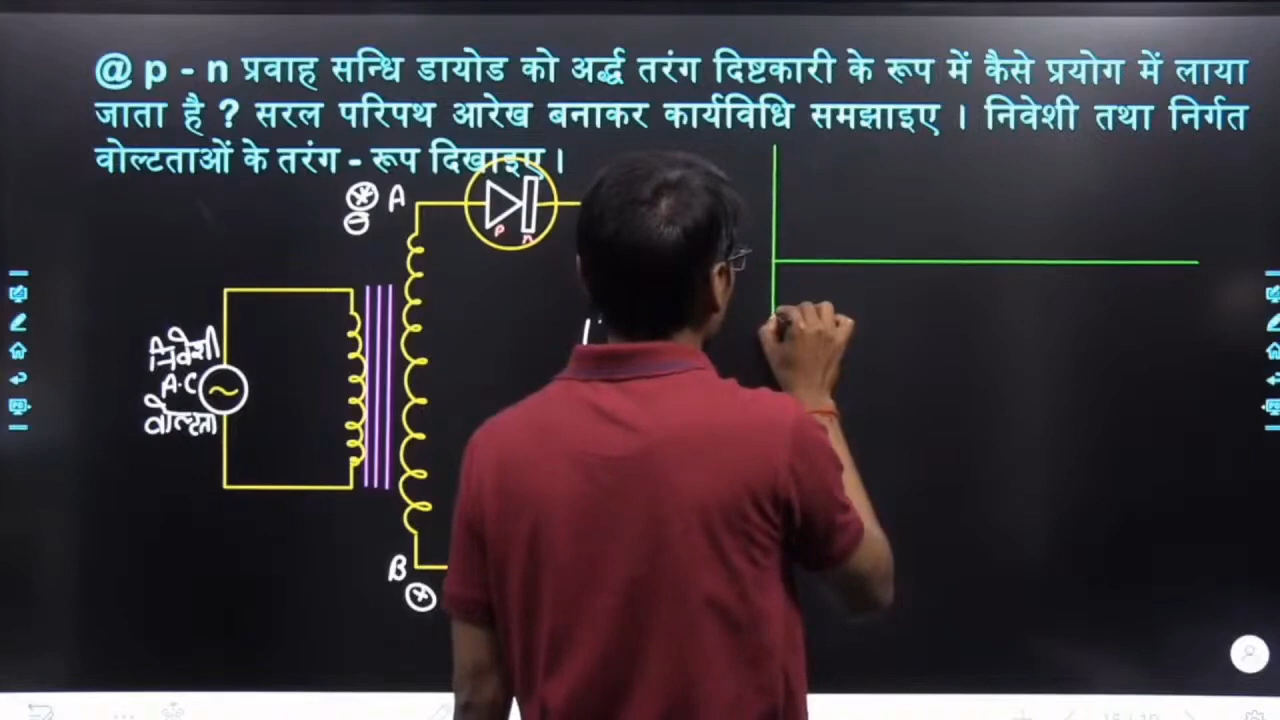 @ p - n प्रवाह सन्धि डायोड को अर्द्ध तरंग दिष्टकारी के रूप में कैसे प्रयोग में लाया
जाता है ? सरल परिपथ आरेख बनाकर कार्यविधि समझाइए । निवेशी तथा निर्गत
वोल्टताओं के तरंग - रूप दिखाइए ।
A
P n
निवेशी
A.C
वोल्टता
B